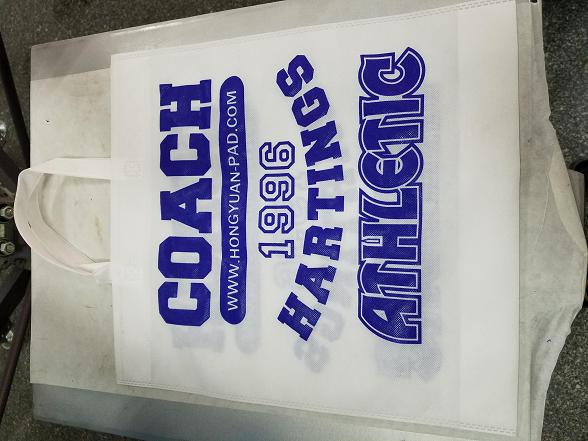 COACH
WWW.HONGYUAN-PAD.COM
1996
HARTINGS
ATHLETIC